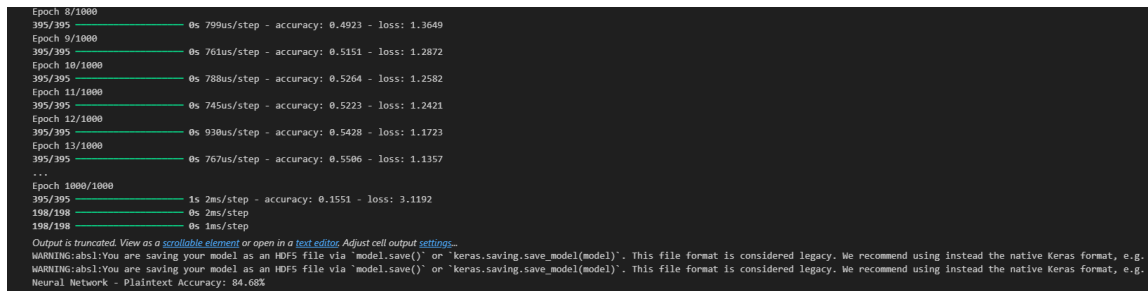 Epoch 8/1000
395/395 ━━━━━━━━━━━━━━━━━━━━ 0s 799us/step - accuracy: 0.4923 - loss: 1.3649
Epoch 9/1000
395/395 ━━━━━━━━━━━━━━━━━━━━ 0s 761us/step - accuracy: 0.5151 - loss: 1.2872
Epoch 10/1000
395/395 ━━━━━━━━━━━━━━━━━━━━ 0s 788us/step - accuracy: 0.5264 - loss: 1.2582
Epoch 11/1000
395/395 ━━━━━━━━━━━━━━━━━━━━ 0s 745us/step - accuracy: 0.5223 - loss: 1.2421
Epoch 12/1000
395/395 ━━━━━━━━━━━━━━━━━━━━ 0s 930us/step - accuracy: 0.5428 - loss: 1.1723
Epoch 13/1000
395/395 ━━━━━━━━━━━━━━━━━━━━ 0s 767us/step - accuracy: 0.5506 - loss: 1.1357
...
Epoch 1000/1000
395/395 ━━━━━━━━━━━━━━━━━━━━ 1s 2ms/step - accuracy: 0.1551 - loss: 3.1192
198/198 ━━━━━━━━━━━━━━━━━━━━ 0s 2ms/step
198/198 ━━━━━━━━━━━━━━━━━━━━ 0s 1ms/step
Output is truncated. View as a scrollable element or open in a text editor. Adjust cell output settings...
WARNING:absl:You are saving your model as an HDF5 file via `model.save()` or `keras.saving.save_model(model)`. This file format is considered legacy. We recommend using instead the native Keras format, e.g.
WARNING:absl:You are saving your model as an HDF5 file via `model.save()` or `keras.saving.save_model(model)`. This file format is considered legacy. We recommend using instead the native Keras format, e.g.
Neural Network - Plaintext Accuracy: 84.68%